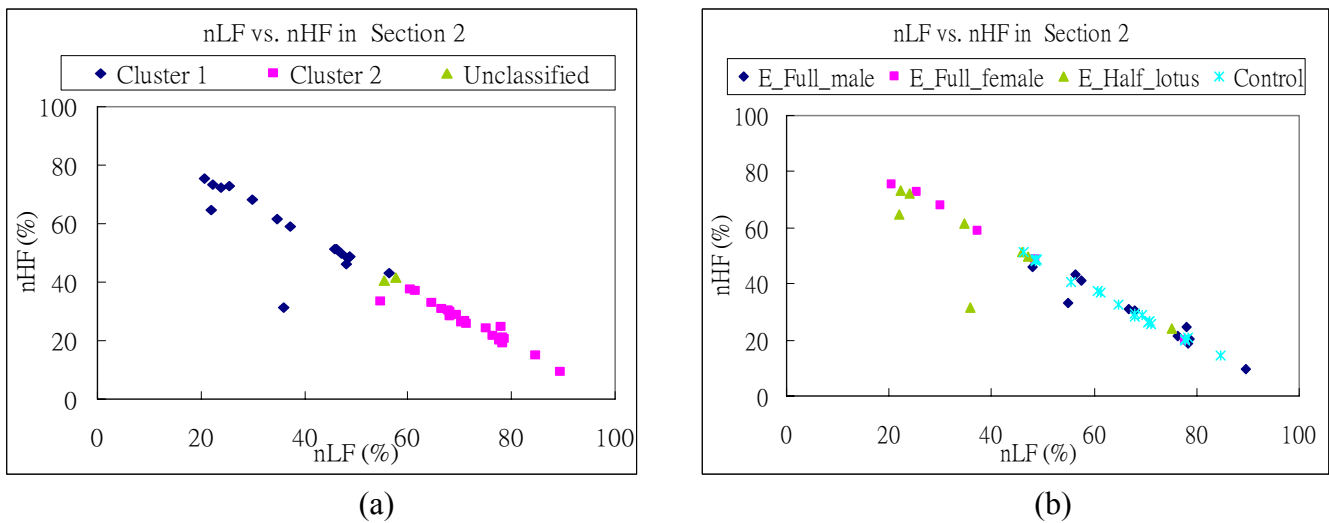 nLF vs. nHF in Section 2
Cluster 1 Cluster 2 Unclassified
100
80
60
40
20
0
nHF (%)
0 20 40 60 80 100
nLF (%)
(a)
nLF vs. nHF in Section 2
E_Full_male E_Full_female E_Half_lotus Control
100
80
60
40
20
0
nHF (%)
0 20 40 60 80 100
nLF (%)
(b)